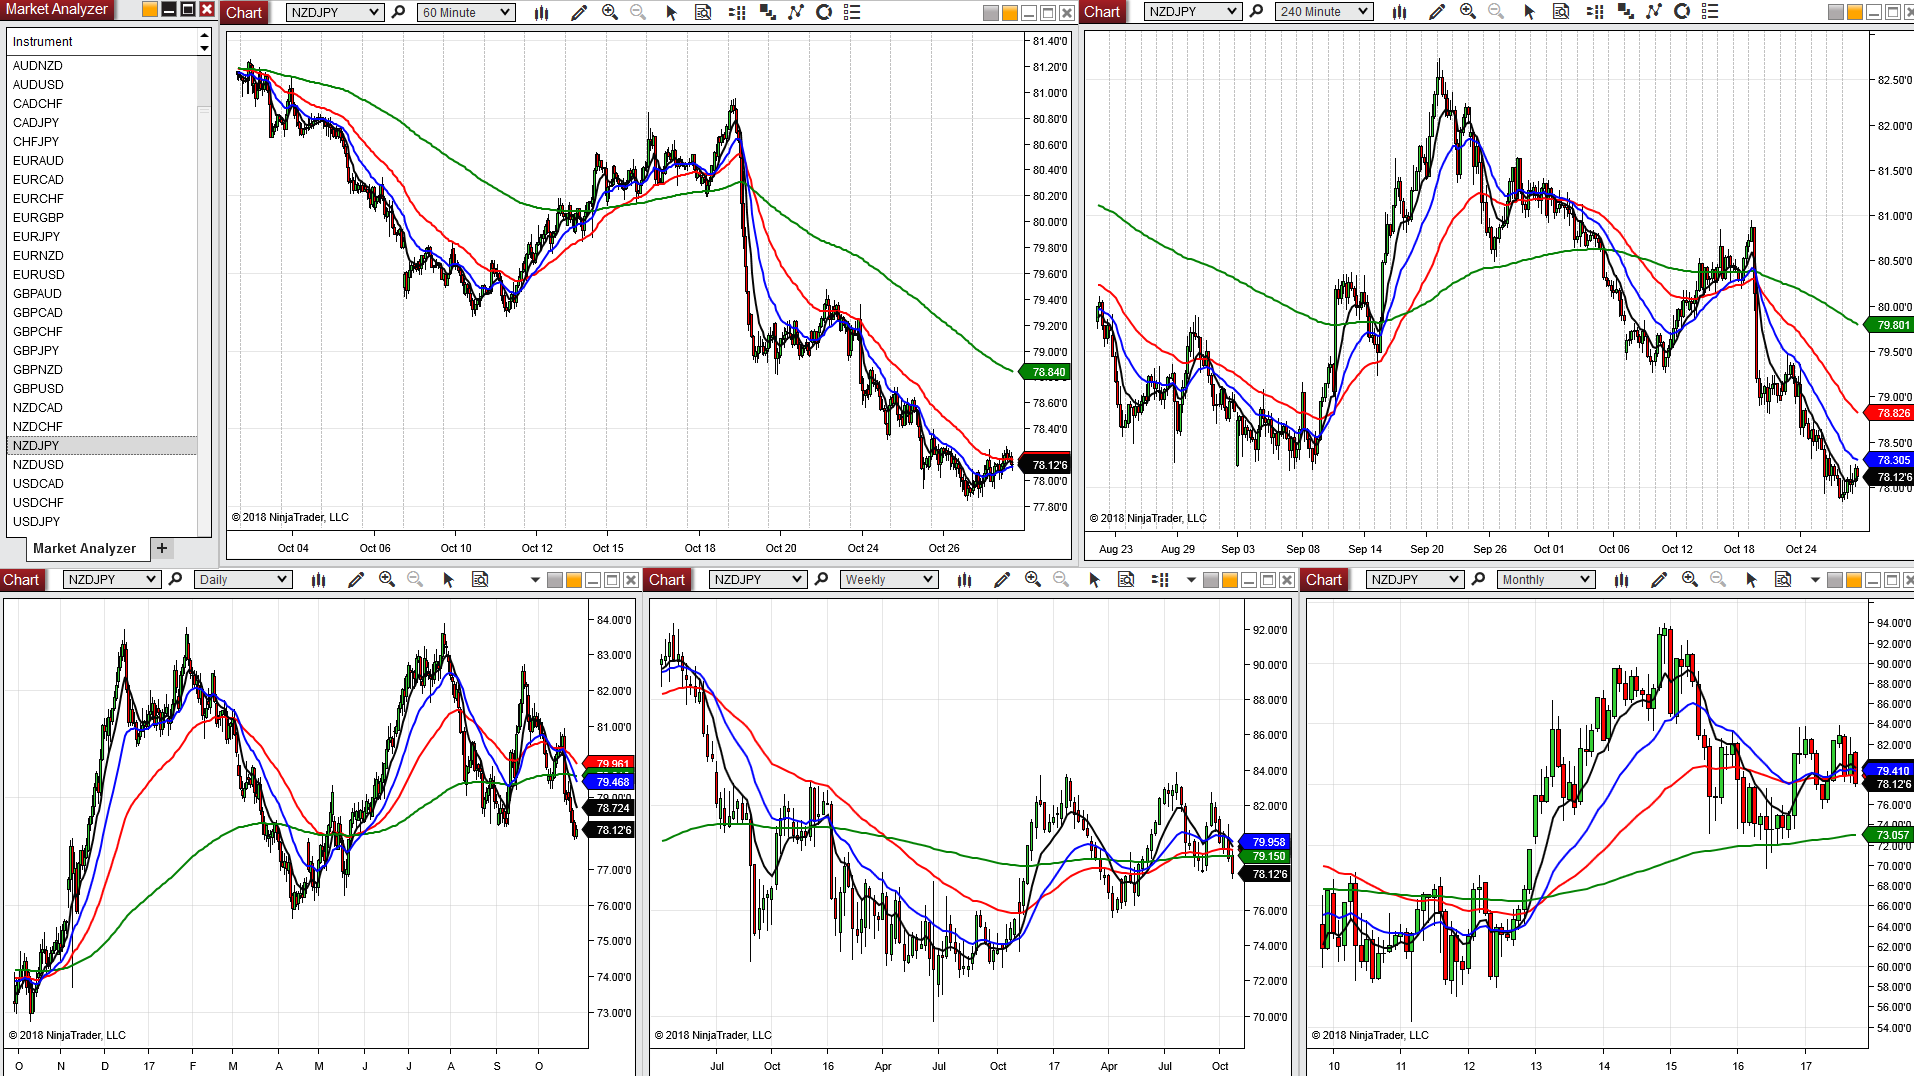 Market Analyzer
Instrument
AUDNZD
AUDUSD
CADCHF
CADJPY
CHFJPY
EURAUD
EURCAD
EURCHF
EURGBP
EURJPY
EURNZD
EURUSD
GBPAUD
GBPCAD
GBPCHF
GBPJPY
GBPNZD
GBPUSD
NZDCAD
NZDCHF
NZDJPY
NZDUSD
USDCAD
USDCHF
USDJPY
Market Analyzer +
Chart NZDJPY 60 Minute
81.40'0
81.20'0
81.00'0
80.80'0
80.60'0
80.40'0
80.20'0
80.00'0
79.80'0
79.60'0
79.40'0
79.20'0
79.00'0
78.840
78.60'0
78.40'0
78.12'6
78.00'0
77.80'0
© 2018 NinjaTrader, LLC
Oct 04 Oct 06 Oct 10 Oct 12 Oct 15 Oct 18 Oct 20 Oct 24 Oct 26
Chart NZDJPY 240 Minute
82.50'0
82.00'0
81.50'0
81.00'0
80.50'0
80.00'0
79.801
79.50'0
79.00'0
78.826
78.50'0
78.305
78.12'6
78.00'0
© 2018 NinjaTrader, LLC
Aug 23 Aug 29 Sep 03 Sep 08 Sep 14 Sep 20 Sep 26 Oct 01 Oct 06 Oct 12 Oct 18 Oct 24
Chart NZDJPY Daily
84.00'0
83.00'0
82.00'0
81.00'0
79.961
79.468
79.00'0
78.724
78.12'6
77.00'0
76.00'0
75.00'0
74.00'0
73.00'0
© 2018 NinjaTrader, LLC
O N D 17 F M A M J J A S O
Chart NZDJPY Weekly
92.00'0
90.00'0
88.00'0
86.00'0
84.00'0
82.00'0
79.958
79.150
78.12'6
76.00'0
74.00'0
72.00'0
70.00'0
© 2018 NinjaTrader, LLC
Jul Oct 16 Apr Jul Oct 17 Apr Jul Oct
Chart NZDJPY Monthly
94.00'0
92.00'0
90.00'0
88.00'0
86.00'0
84.00'0
82.00'0
79.410
78.12'6
76.00'0
73.057
72.00'0
70.00'0
68.00'0
66.00'0
64.00'0
62.00'0
60.00'0
58.00'0
56.00'0
54.00'0
© 2018 NinjaTrader, LLC
10 11 12 13 14 15 16 17